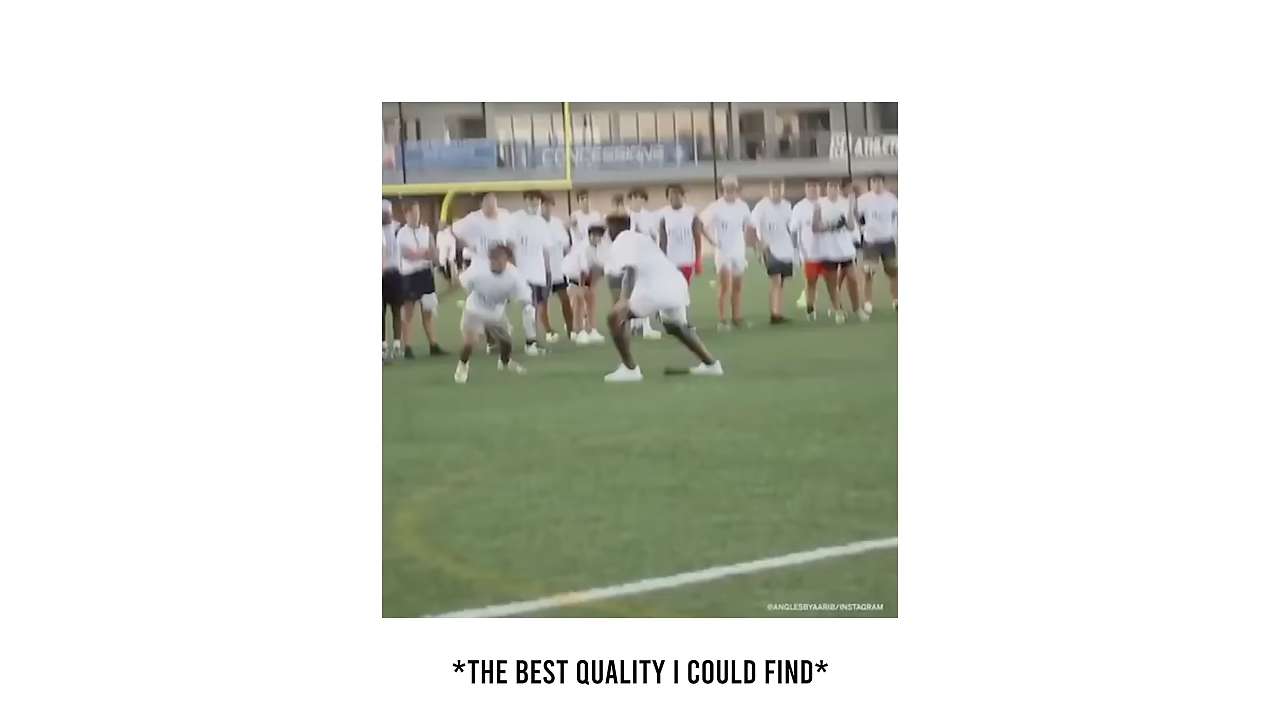 CONCESSIONS
@ANGLESBYAARIB/INSTAGRAM
*THE BEST QUALITY I COULD FIND*